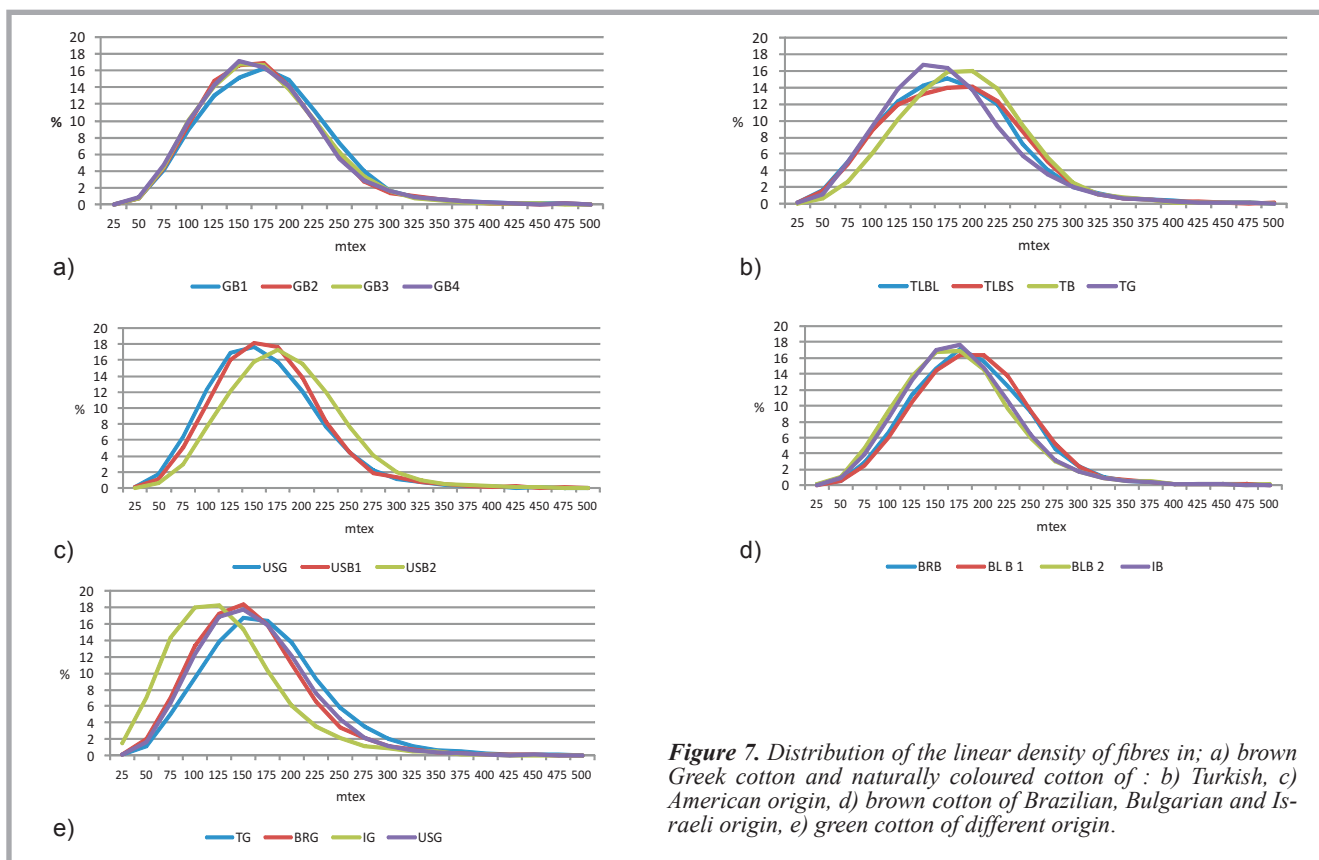 20
18
16
14
12
10
8
6
4
2
0
%
25 50 75 100 125 150 175 200 225 250 275 300 325 350 375 400 425 450 475 500
mtex
a)
GB1 GB2 GB3 GB4
20
18
16
14
12
10
8
6
4
2
0
%
25 50 75 100 125 150 175 200 225 250 275 300 325 350 375 400 425 450 475 500
mtex
b)
TLBL TLBS TB TG
20
18
16
14
12
10
8
6
4
2
0
%
25 50 75 100 125 150 175 200 225 250 275 300 325 350 375 400 425 450 475 500
mtex
c)
USG USB1 USB2
20
18
16
14
12
10
8
6
4
2
0
%
25 50 75 100 125 150 175 200 225 250 275 300 325 350 375 400 425 450 475 500
mtex
d)
BRB BL B 1 BLB 2 IB
20
18
16
14
12
10
8
6
4
2
0
%
25 50 75 100 125 150 175 200 225 250 275 300 325 350 375 400 425 450 475 500
mtex
e)
TG BRG IG USG
Figure 7. Distribution of the linear density of fibres in; a) brown
Greek cotton and naturally coloured cotton of : b) Turkish, c)
American origin, d) brown cotton of Brazilian, Bulgarian and Is-
raeli origin, e) green cotton of different origin.